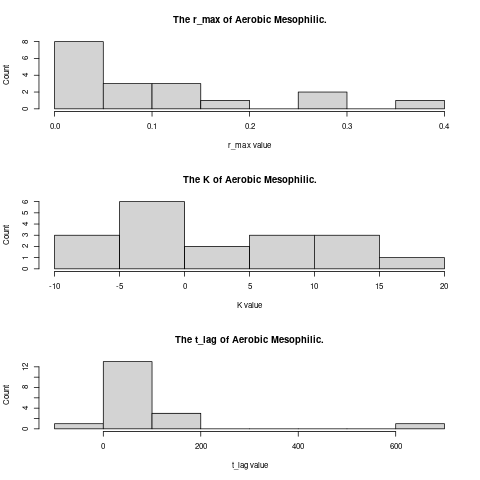 The r_max of Aerobic Mesophilic.
Count
0 2 4 6 8
0.0 0.1 0.2 0.3 0.4
r_max value
The K of Aerobic Mesophilic.
Count
0 1 2 3 4 5 6
-10 -5 0 5 10 15 20
K value
The t_lag of Aerobic Mesophilic.
Count
0 4 8 12
0 200 400 600
t_lag value